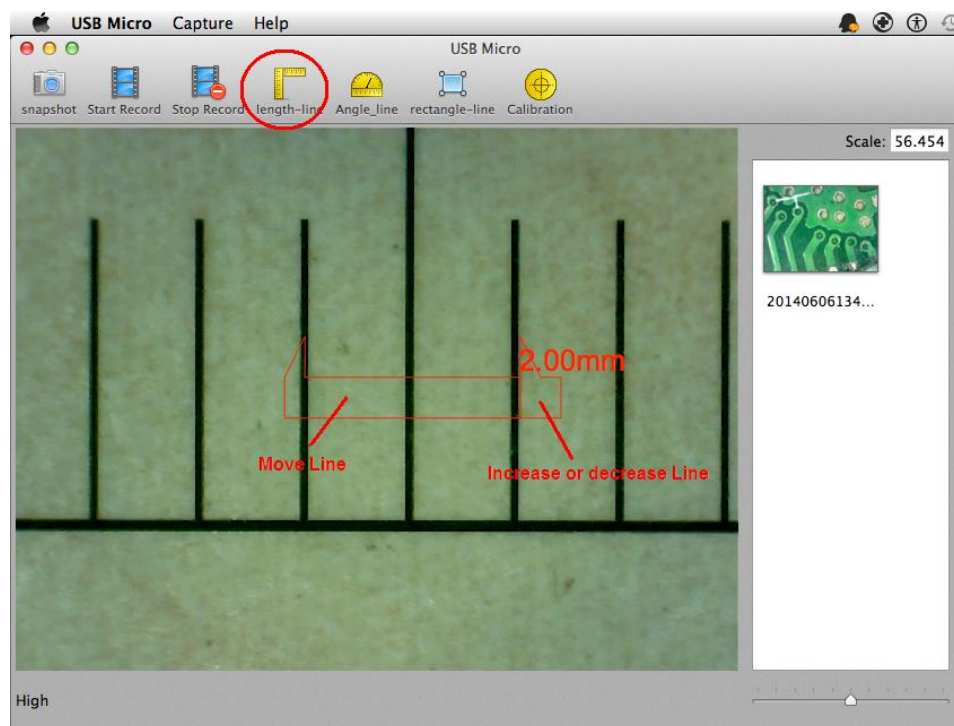 USB Micro Capture Help
USB Micro
snapshot Start Record Stop Record length-line Angle_line rectangle-line Calibration
Scale: 56.454
20140606134...
2.00mm
Move Line
Increase or decrease Line
High